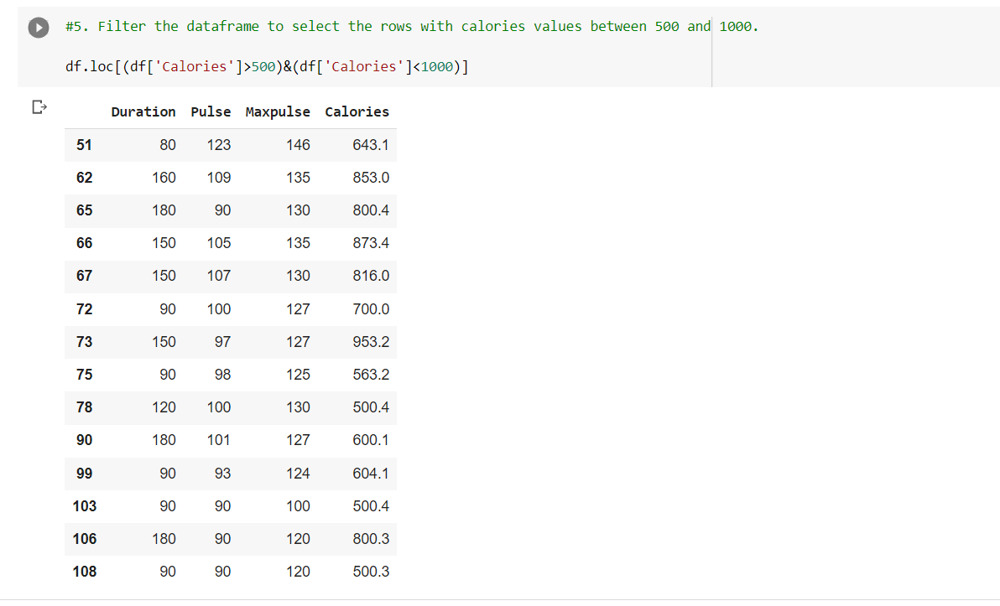 #5. Filter the dataframe to select the rows with calories values between 500 and 1000.
df.loc[(df['Calories']>500)&(df['Calories']<1000)]
Duration Pulse Maxpulse Calories
51 80 123 146 643.1
62 160 109 135 853.0
65 180 90 130 800.4
66 150 105 135 873.4
67 150 107 130 816.0
72 90 100 127 700.0
73 150 97 127 953.2
75 90 98 125 563.2
78 120 100 130 500.4
90 180 101 127 600.1
99 90 93 124 604.1
103 90 90 100 500.4
106 180 90 120 800.3
108 90 90 120 500.3